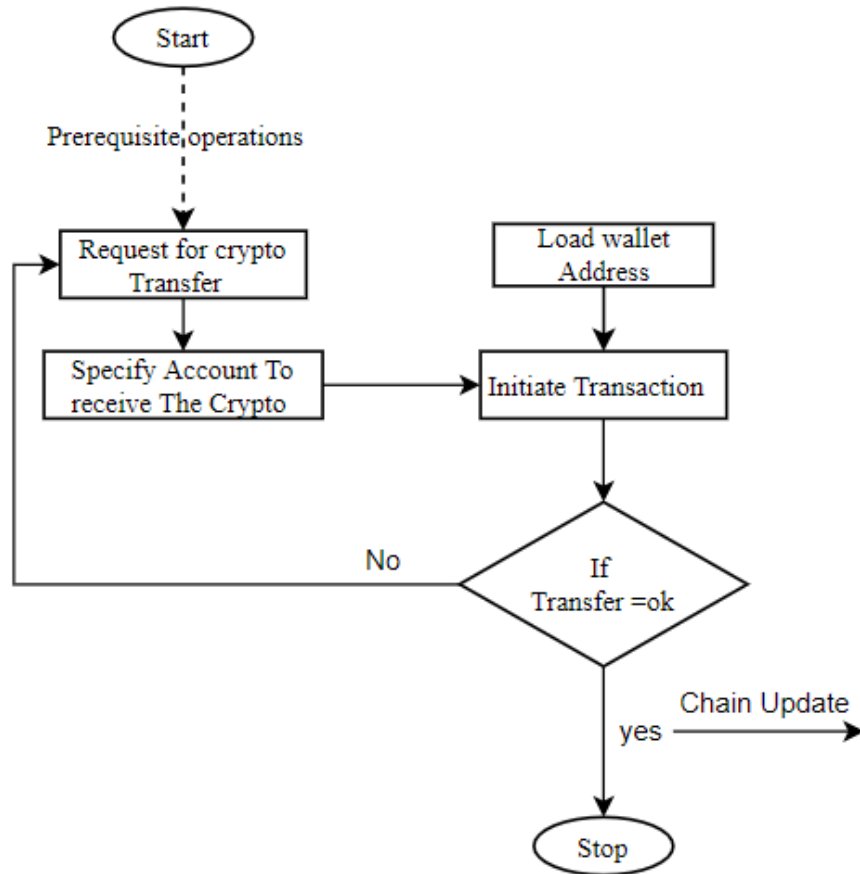 Start
Prerequisite operations
Request for crypto
Transfer
Load wallet
Address
Specify Account To
receive The Crypto
Initiate Transaction
No
If
Transfer =ok
Chain Update
yes
Stop